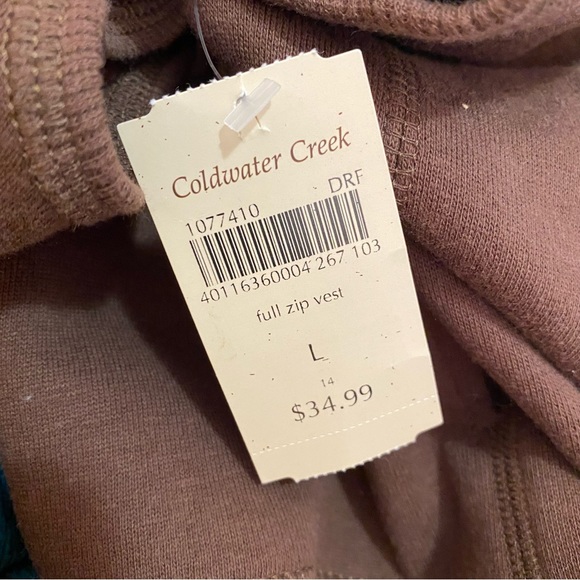 Coldwater Creek
1077410 DRF
40116360004 267 103
full zip vest
L
14
$34.99